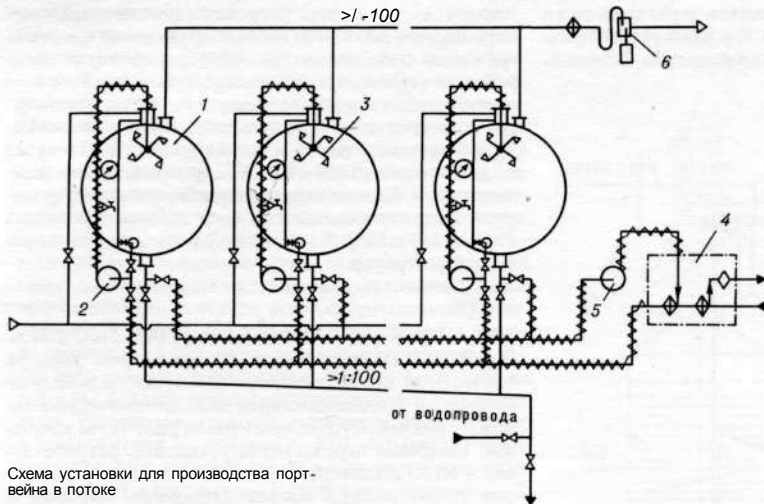 >/-100
6
1
3
4
2
5
>1:100
от водопровода
Схема установки для производства порт-
вейна в потоке